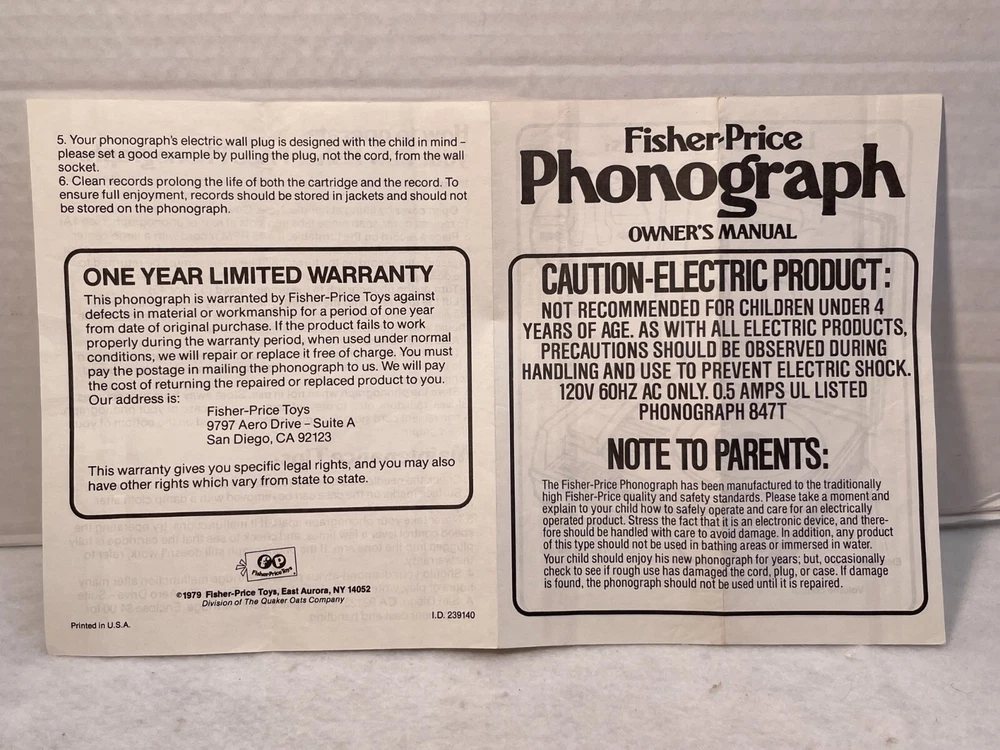 5. Your phonograph's electric wall plug is designed with the child in mind –
please set a good example by pulling the plug, not the cord, from the wall
socket.
6. Clean records prolong the life of both the cartridge and the record. To
ensure full enjoyment, records should be stored in jackets and should not
be stored on the phonograph.
ONE YEAR LIMITED WARRANTY
This phonograph is warranted by Fisher-Price Toys against
defects in material or workmanship for a period of one year
from date of original purchase. If the product fails to work
properly during the warranty period, when used under normal
conditions, we will repair or replace it free of charge. You must
pay the postage in mailing the phonograph to us. We will pay
the cost of returning the repaired or replaced product to you.
Our address is:
Fisher-Price Toys
9797 Aero Drive – Suite A
San Diego, CA 92123
This warranty gives you specific legal rights, and you may also
have other rights which vary from state to state.
FP
Fisher-Price Toys
©1979 Fisher-Price Toys, East Aurora, NY 14052
Division of The Quaker Oats Company
Printed in U.S.A.
I.D. 239140
Fisher-Price
Phonograph
OWNER'S MANUAL
CAUTION-ELECTRIC PRODUCT:
NOT RECOMMENDED FOR CHILDREN UNDER 4
YEARS OF AGE. AS WITH ALL ELECTRIC PRODUCTS,
PRECAUTIONS SHOULD BE OBSERVED DURING
HANDLING AND USE TO PREVENT ELECTRIC SHOCK.
120V 60HZ AC ONLY. 0.5 AMPS UL LISTED
PHONOGRAPH 847T
NOTE TO PARENTS:
The Fisher-Price Phonograph has been manufactured to the traditionally
high Fisher-Price quality and safety standards. Please take a moment and
explain to your child how to safely operate and care for an electrically
operated product. Stress the fact that it is an electronic device, and there-
fore should be handled with care to avoid damage. In addition, any product
of this type should not be used in bathing areas or immersed in water.
Your child should enjoy his new phonograph for years; but, occasionally
check to see if rough use has damaged the cord, plug, or case. If damage
is found, the phonograph should not be used until it is repaired.